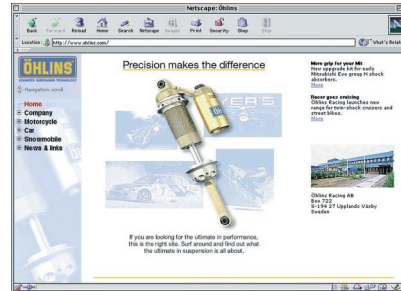 Netscape: Öhlins
Back Forward Reload Home Search Netscape Images Print Security Shop Stop
Location: http://www.ohlins.com/
What's Relat
ÖHLINS
Navigation scroll
Home
Company
Motorcycle
Car
Snowmobile
News & links
Precision makes the difference
If you are looking for the ultimate in performance,
this is the right site. Surf around and find out what
the ultimate in suspension is all about.
More grip for your Mit
New upgrade kit for early
Mitsubishi Evo group N shock
absorbers.
More
Racer goes cruising
Öhlins Racing launches new
range for twin-shock cruisers and
street bikes.
More
Öhlins Racing AB
Box 722
S-194 27 Upplands Väsby
Sweden